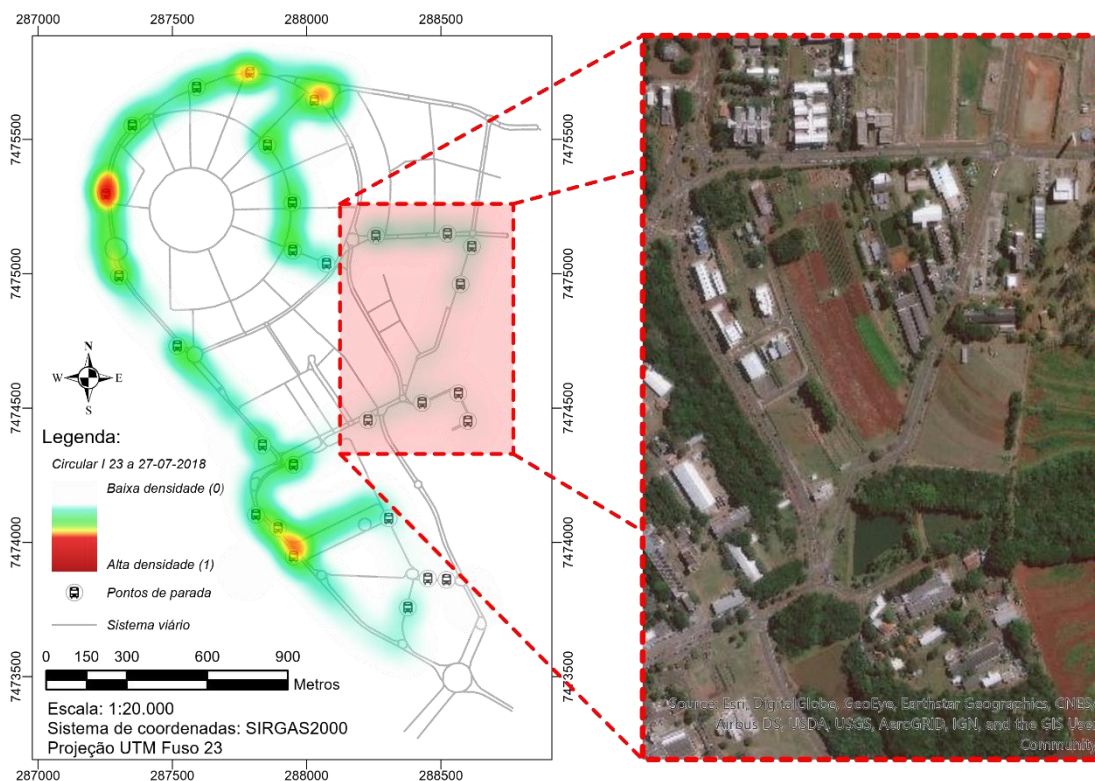 287000 287500 288000 288500
7475500
7475000
7474500
7474000
7473500
7475500
7475000
7474500
7474000
7473500
N
W E
S
Legenda:
Circular I 23 a 27-07-2018
Baixa densidade (0)
Alta densidade (1)
Pontos de parada
Sistema viário
0 150 300 600 900
Metros
Escala: 1:20.000
Sistema de coordenadas: SIRGAS2000
Projeção UTM Fuso 23
287000 287500 288000 288500
Source: Esri, DigitalGlobe, GeoEye, Earthstar Geographics, CNES/
Airbus DS, USDA, USGS, AeroGRID, IGN, and the GIS User
Community